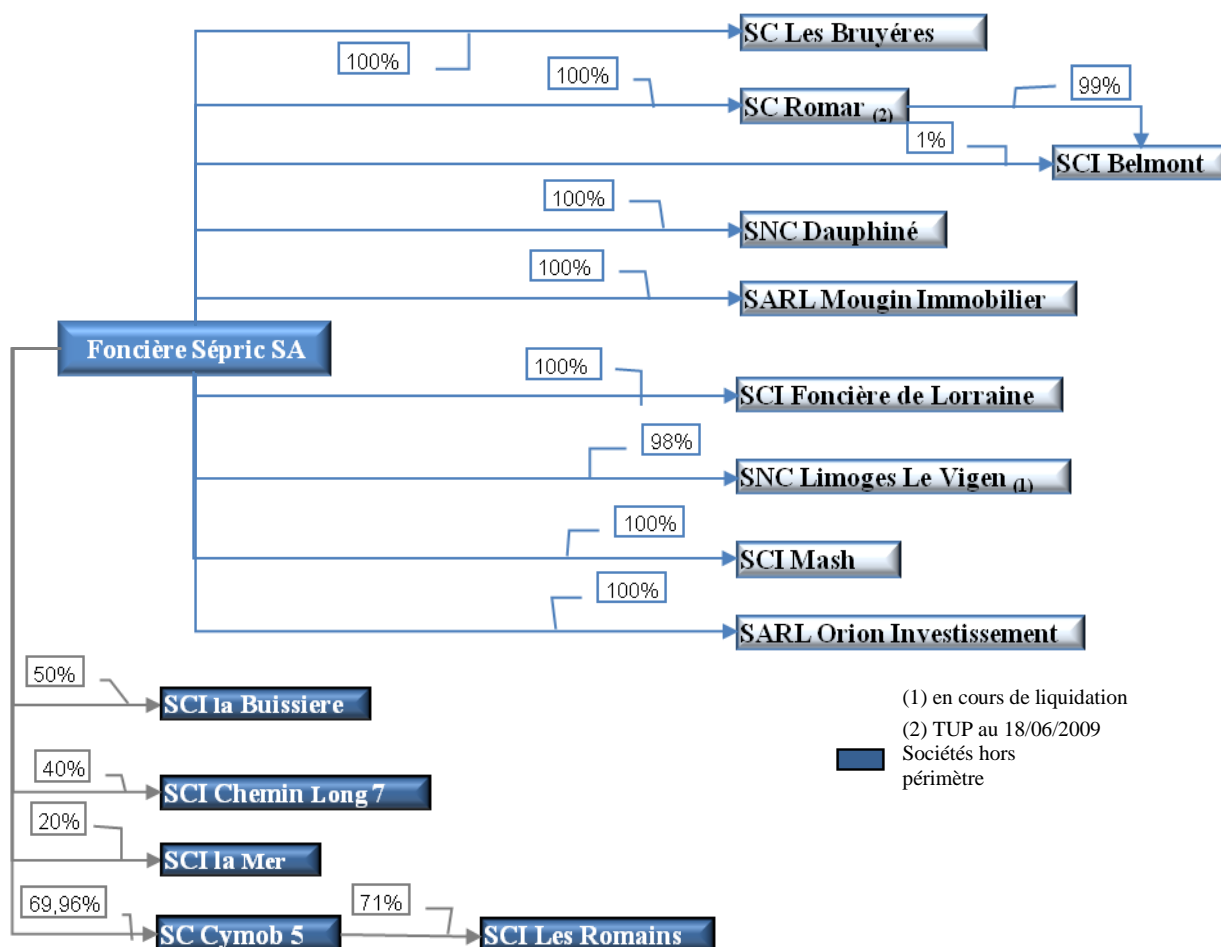 SC Les Bruyéres
100%
100%
SC Romar (2)
99%
1%
SCI Belmont
100%
SNC Dauphiné
100%
SARL Mougin Immobilier
Foncière Sépric SA
100%
SCI Foncière de Lorraine
98%
SNC Limoges Le Vigen (1)
100%
SCI Mash
100%
SARL Orion Investissement
50%
SCI la Buissiere
40%
SCI Chemin Long 7
20%
SCI la Mer
69,96%
SC Cymob 5
71%
SCI Les Romains
(1) en cours de liquidation
(2) TUP au 18/06/2009
Sociétés hors
périmètre